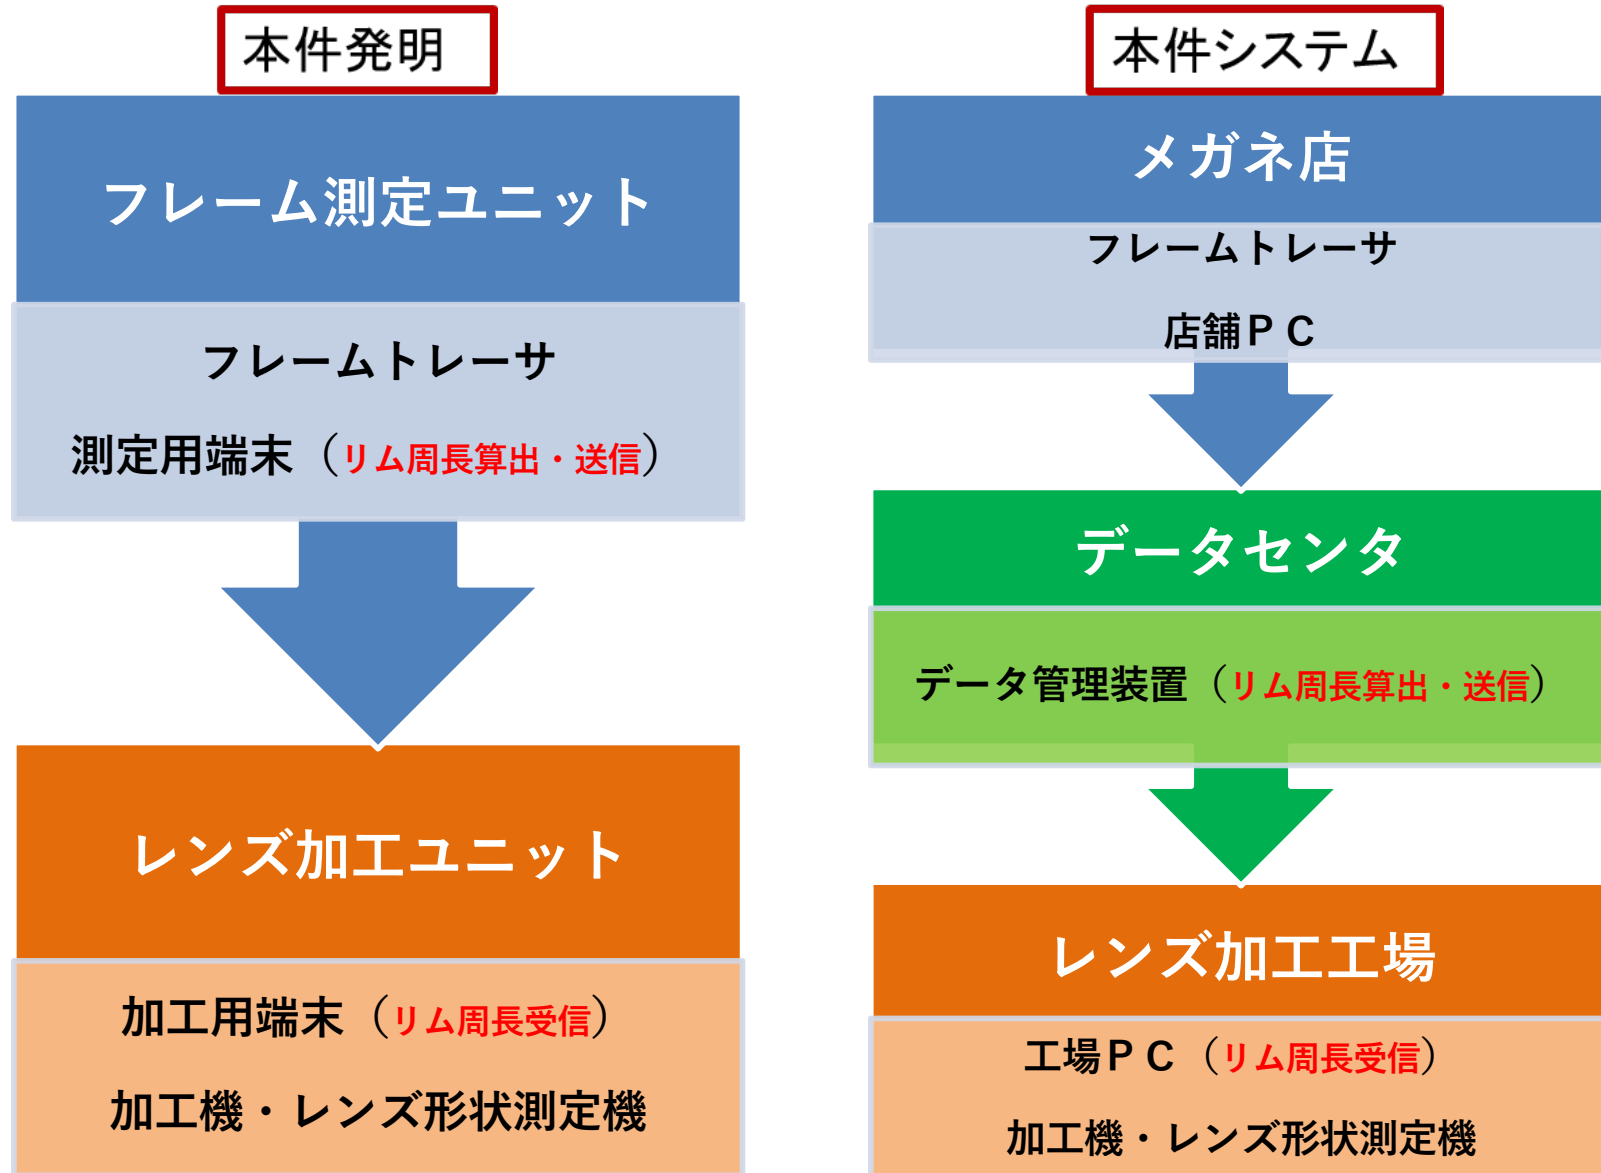 本件発明
フレーム測定ユニット
フレームトレーサ
測定用端末（リム周長算出・送信）
レンズ加工ユニット
加工用端末（リム周長受信）
加工機・レンズ形状測定機
本件システム
メガネ店
フレームトレーサ
店舗ＰＣ
データセンタ
データ管理装置（リム周長算出・送信）
レンズ加工工場
工場ＰＣ（リム周長受信）
加工機・レンズ形状測定機